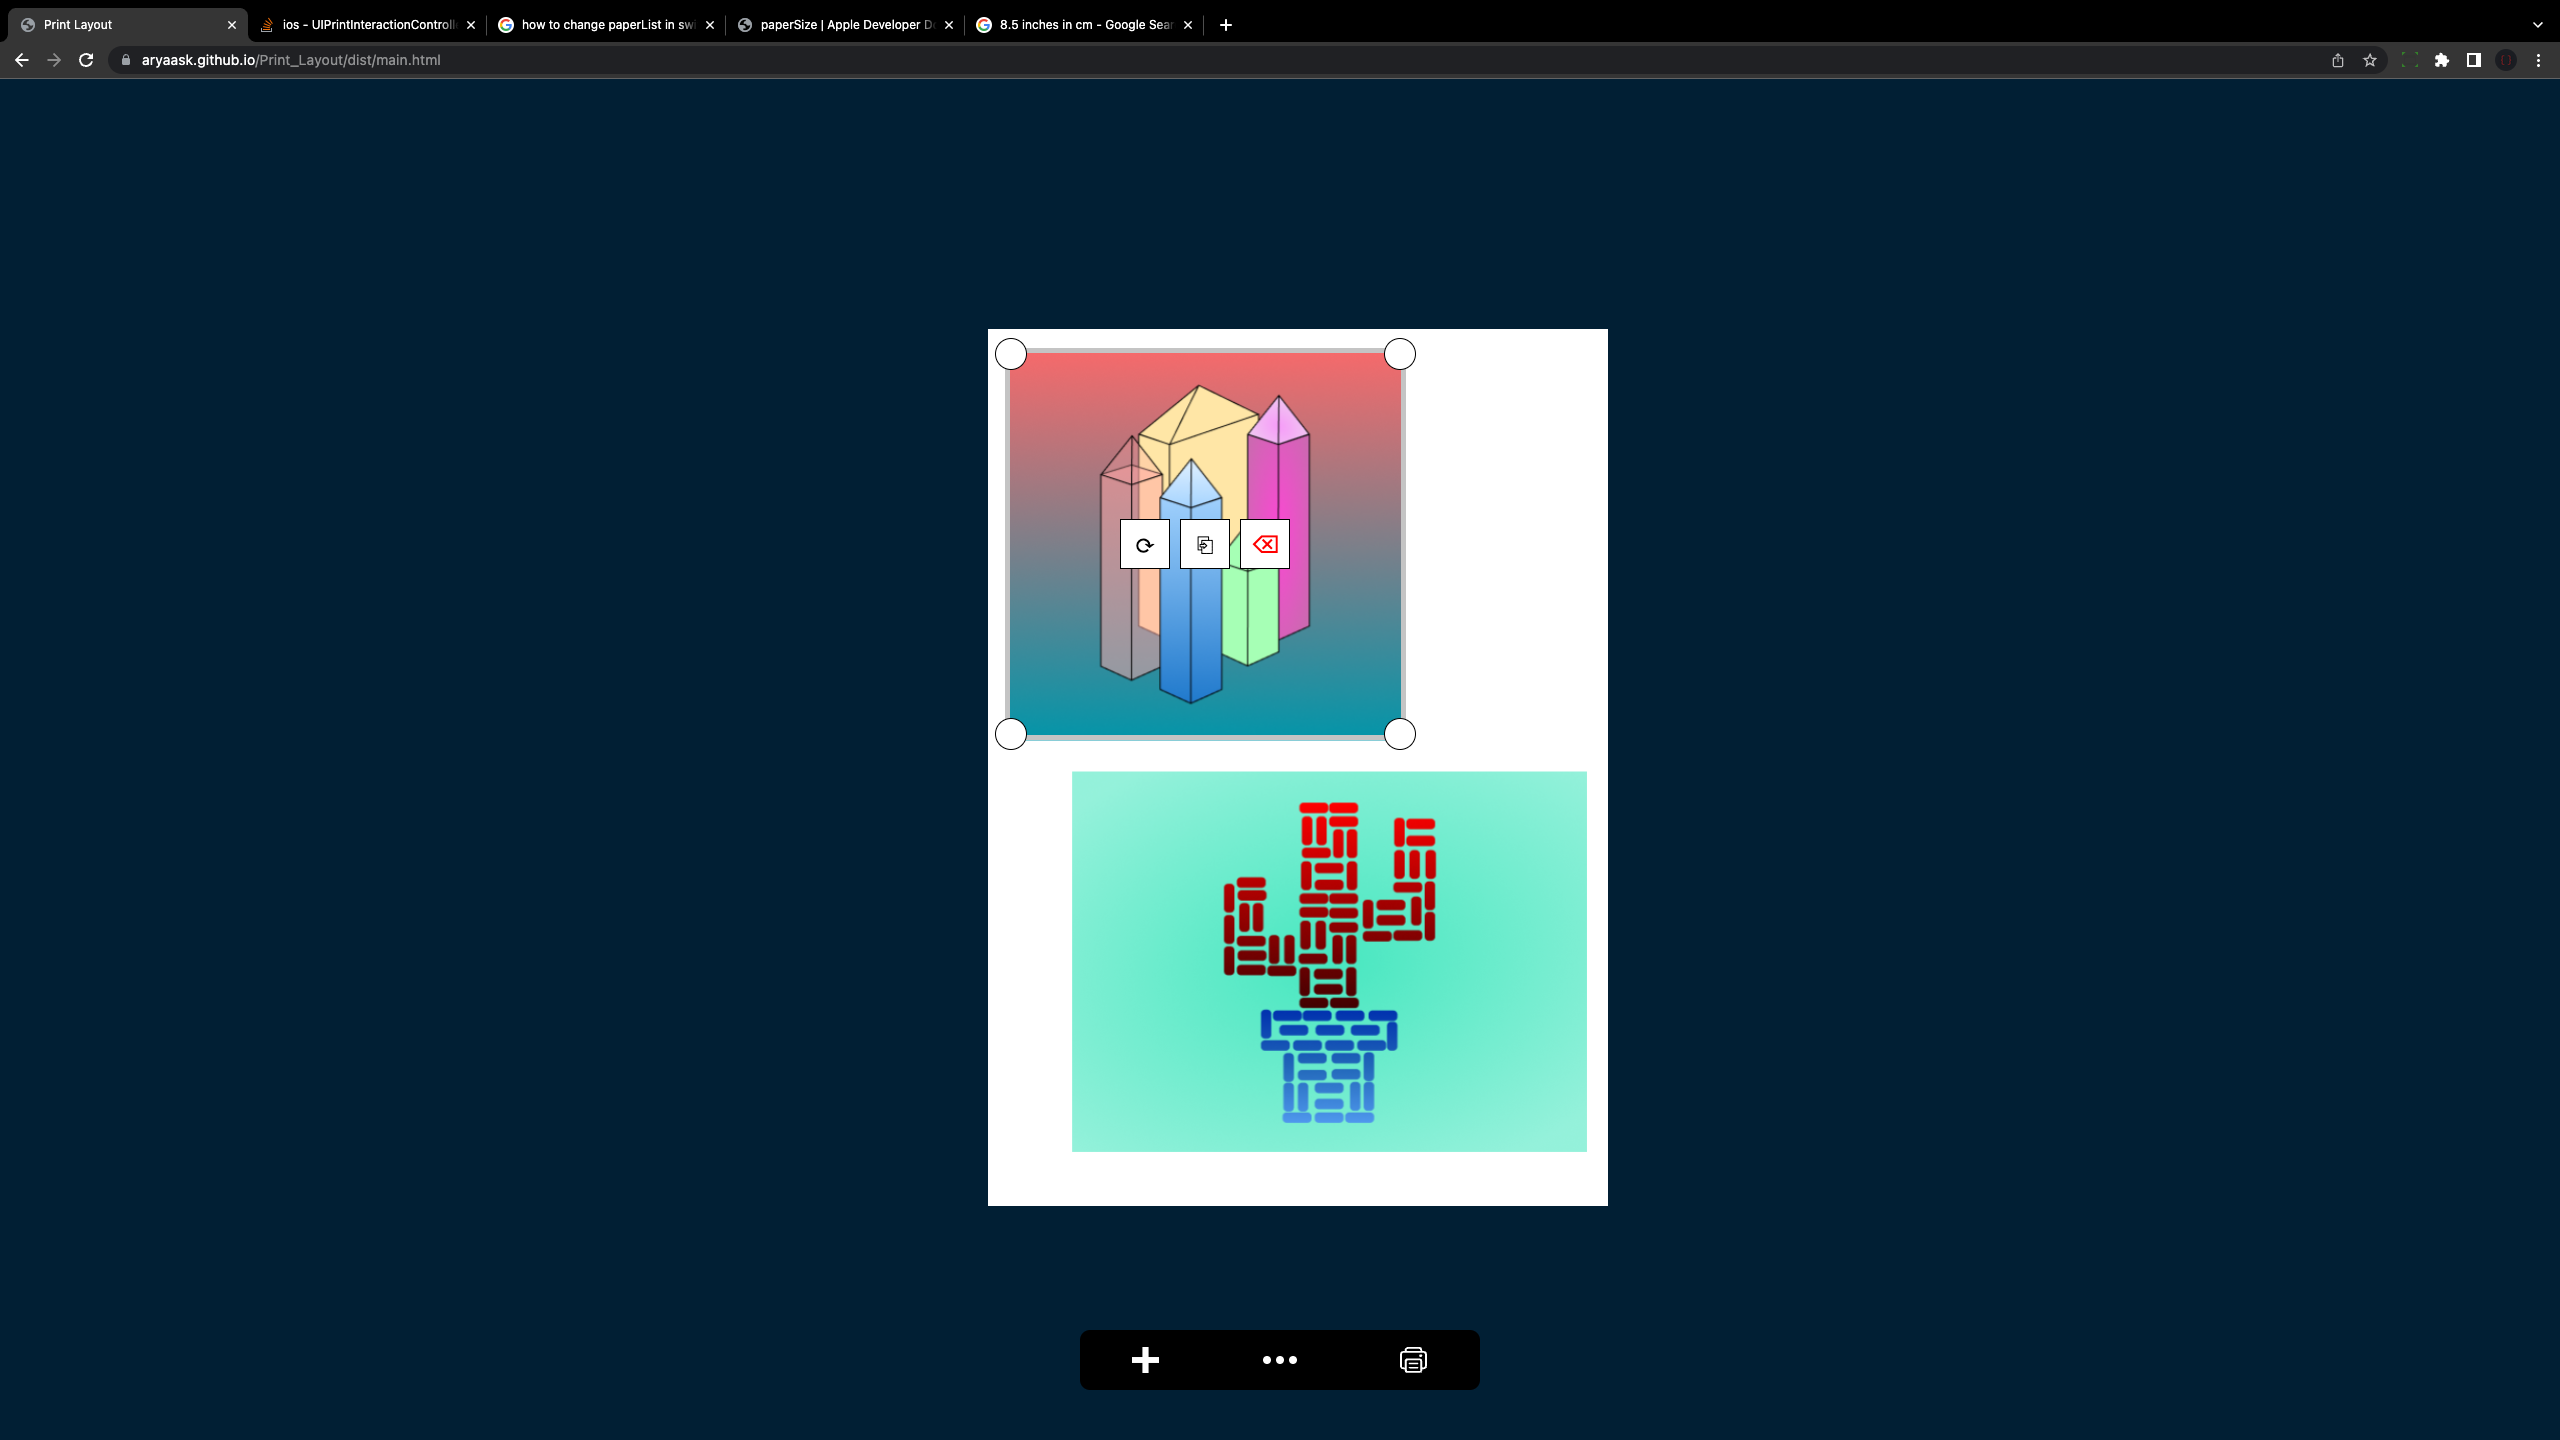 Print Layout
ios - UIPrintInteractionControll
how to change paperList in sw
paperSize | Apple Developer D
8.5 inches in cm - Google Sear
aryaask.github.io/Print_Layout/dist/main.html